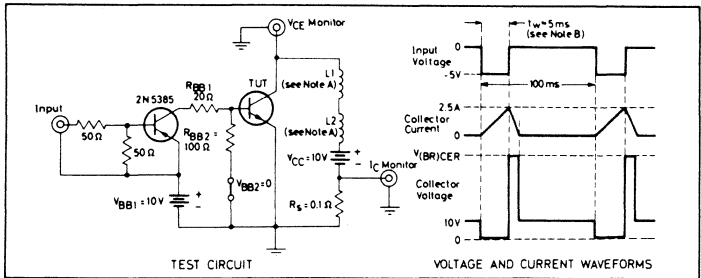 VCE Monitor
L1
(see Note A)
L2
(see Note A)
TUT
RBB1
20Ω
2N5385
Input
50Ω
50Ω
RBB2 =
100Ω
VBB2=0
VBB1=10V
+
-
VCC=10V
+
-
IC Monitor
RS=0.1Ω
TEST CIRCUIT
tw≈5ms
(see Note B)
Input
Voltage
0
-5V
100ms
2.5A
Collector
Current
0
V(BR)CER
Collector
Voltage
10V
0
VOLTAGE AND CURRENT WAVEFORMS